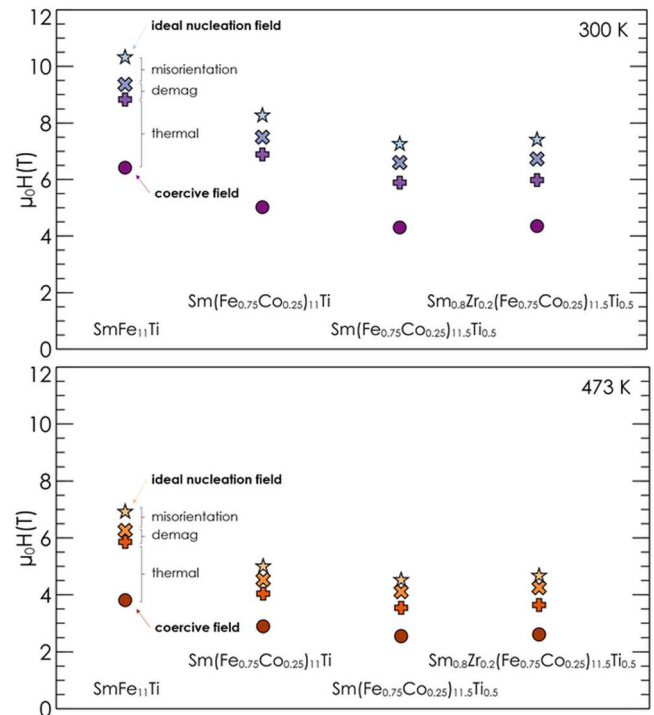 12
300 K
ideal nucleation field
10
misorientation
demag
8
thermal
μ₀H(T)
6
coercive field
4
2
Sm(Fe₀.₇₅Co₀.₂₅)₁₁Ti
Sm₀.₈Zr₀.₂(Fe₀.₇₅Co₀.₂₅)₁₁.₅Ti₀.₅
SmFe₁₁Ti
Sm(Fe₀.₇₅Co₀.₂₅)₁₁.₅Ti₀.₅
0
12
473 K
10
8
ideal nucleation field
misorientation
6
demag
μ₀H(T)
thermal
4
coercive field
2
Sm(Fe₀.₇₅Co₀.₂₅)₁₁Ti
Sm₀.₈Zr₀.₂(Fe₀.₇₅Co₀.₂₅)₁₁.₅Ti₀.₅
SmFe₁₁Ti
Sm(Fe₀.₇₅Co₀.₂₅)₁₁.₅Ti₀.₅
0